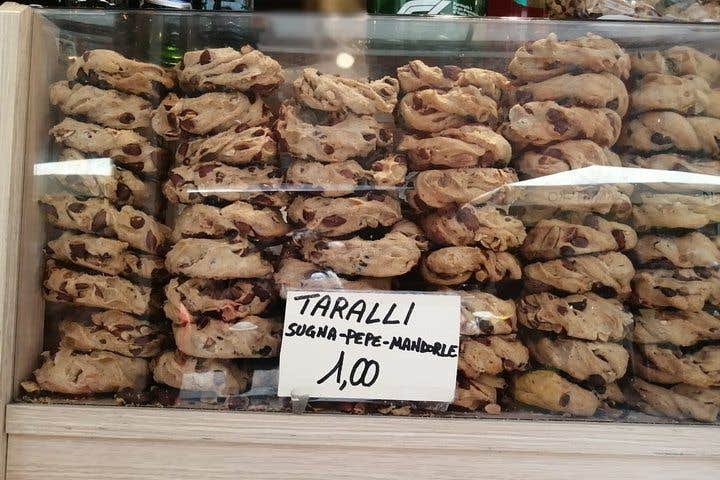 TARALLI
SUGNA-PEPE-MANDORLE
1,00